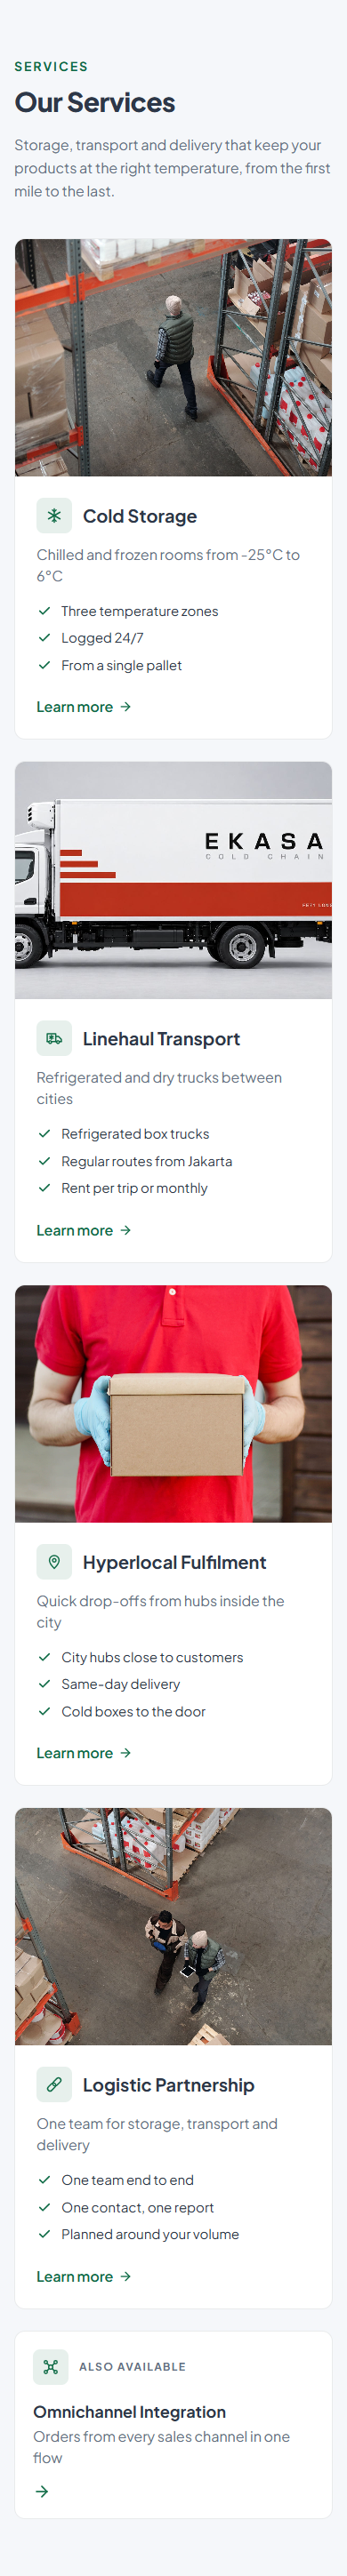 SERVICES
Our Services
Storage, transport and delivery that keep your
products at the right temperature, from the first
mile to the last.
Cold Storage
Chilled and frozen rooms from -25°C to
6°C
Three temperature zones
Logged 24/7
From a single pallet
Learn more
EKASA
COLD CHAIN
Linehaul Transport
Refrigerated and dry trucks between
cities
Refrigerated box trucks
Regular routes from Jakarta
Rent per trip or monthly
Learn more
Hyperlocal Fulfilment
Quick drop-offs from hubs inside the
city
City hubs close to customers
Same-day delivery
Cold boxes to the door
Learn more
Logistic Partnership
One team for storage, transport and
delivery
One team end to end
One contact, one report
Planned around your volume
Learn more
ALSO AVAILABLE
Omnichannel Integration
Orders from every sales channel in one
flow